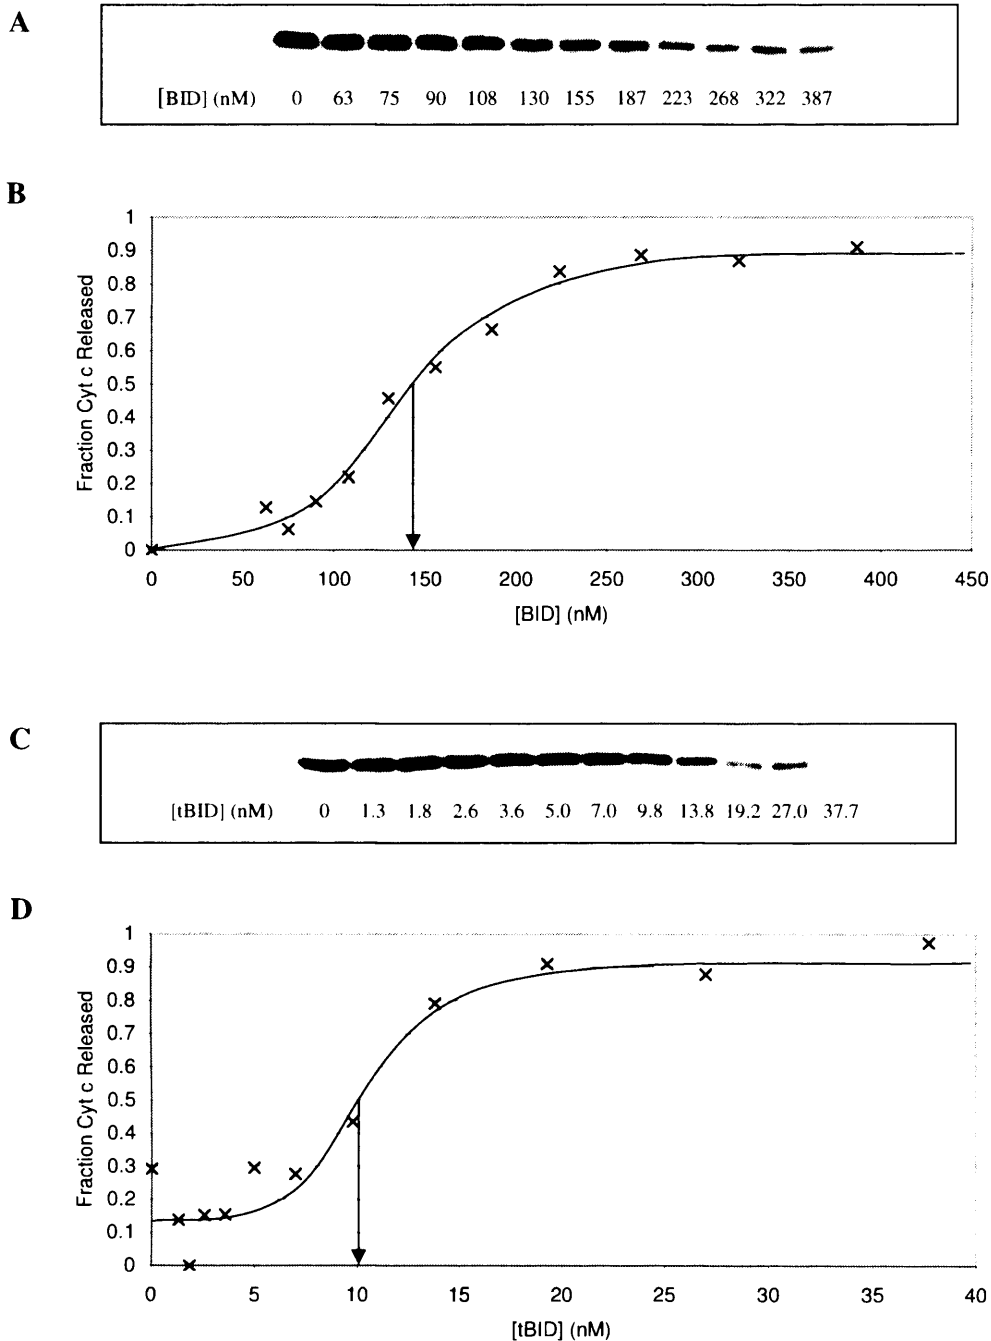 A
[BID] (nM) 0 63 75 90 108 130 155 187 223 268 322 387
B
1
0.9
0.8
0.7
0.6
0.5
0.4
0.3
0.2
0.1
0
Fraction Cyt c Released
0 50 100 150 200 250 300 350 400 450
[BID] (nM)
C
[tBID] (nM) 0 1.3 1.8 2.6 3.6 5.0 7.0 9.8 13.8 19.2 27.0 37.7
D
1
0.9
0.8
0.7
0.6
0.5
0.4
0.3
0.2
0.1
0
Fraction Cyt c Released
0 5 10 15 20 25 30 35 40
[tBID] (nM)